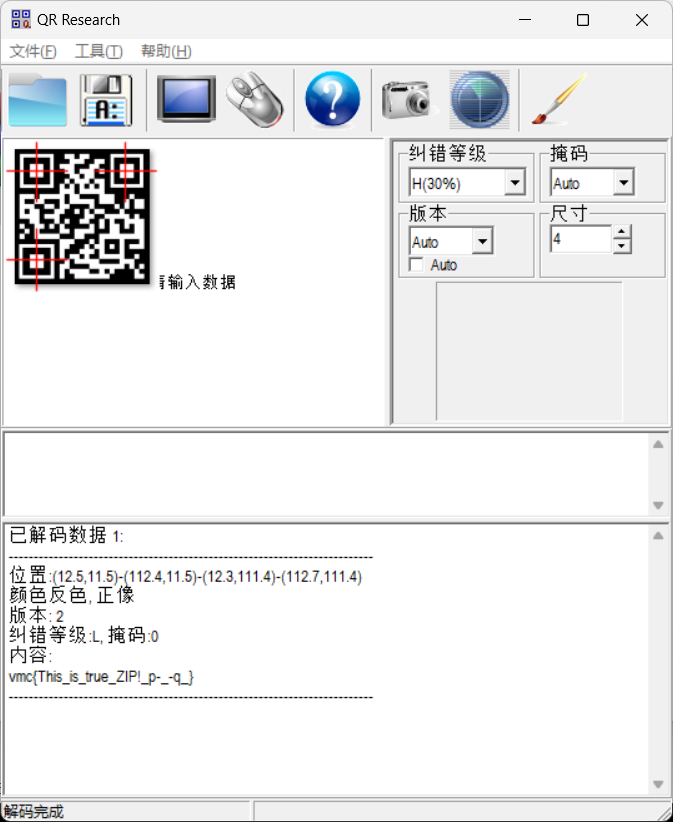 QR Research
文件(F) 工具(T) 帮助(H)
A:
?
纠错等级 掩码
H(30%) Auto
版本 尺寸
Auto 4
Auto
请输入数据
已解码数据 1:
---------------------------------------------------------------------------
位置:(12.5,11.5)-(112.4,11.5)-(12.3,111.4)-(112.7,111.4)
颜色反色, 正像
版本: 2
纠错等级:L, 掩码:0
内容:
vmc{This_is_true_ZIP!_p-_-q_}
---------------------------------------------------------------------------
解码完成